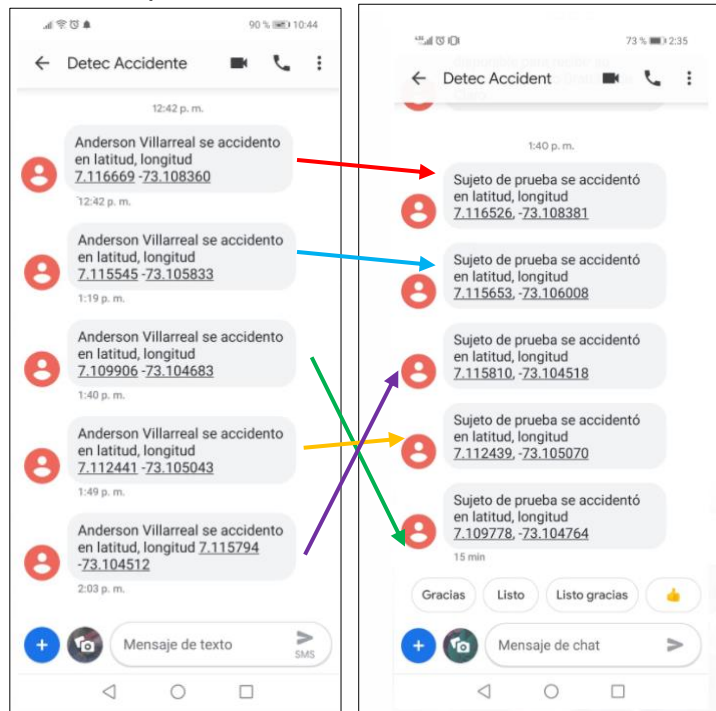 90 % 10:44
Detec Accidente
12:42 p. m.
Anderson Villarreal se accidento
en latitud, longitud
7.116669 -73.108360
12:42 p. m.
Anderson Villarreal se accidento
en latitud, longitud
7.115545 -73.105833
1:19 p. m.
Anderson Villarreal se accidento
en latitud, longitud
7.109906 -73.104683
1:40 p. m.
Anderson Villarreal se accidento
en latitud, longitud
7.112441 -73.105043
1:49 p. m.
Anderson Villarreal se accidento
en latitud, longitud 7.115794
-73.104512
2:03 p. m.
Mensaje de texto
SMS
73 % 2:35
Detec Accident
1:40 p. m.
Sujeto de prueba se accidentó
en latitud, longitud
7.116526, -73.108381
Sujeto de prueba se accidentó
en latitud, longitud
7.115653, -73.106008
Sujeto de prueba se accidentó
en latitud, longitud
7.115810, -73.104518
Sujeto de prueba se accidentó
en latitud, longitud
7.112439, -73.105070
Sujeto de prueba se accidentó
en latitud, longitud
7.109778, -73.104764
15 min
Gracias
Listo
Listo gracias
Mensaje de chat